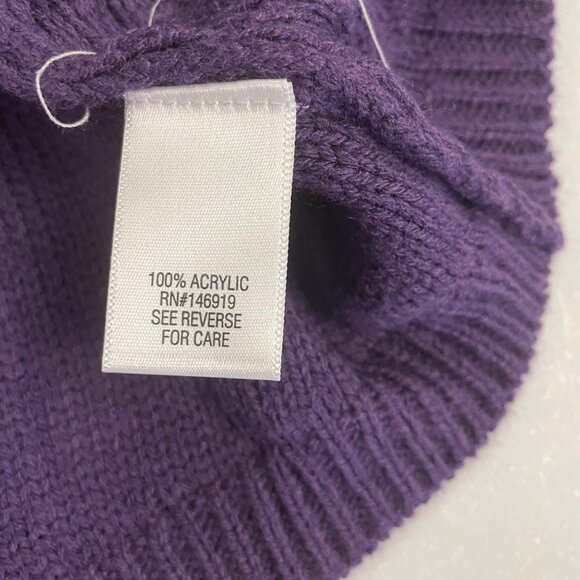 100% ACRYLIC
RN#146919
SEE REVERSE
FOR CARE